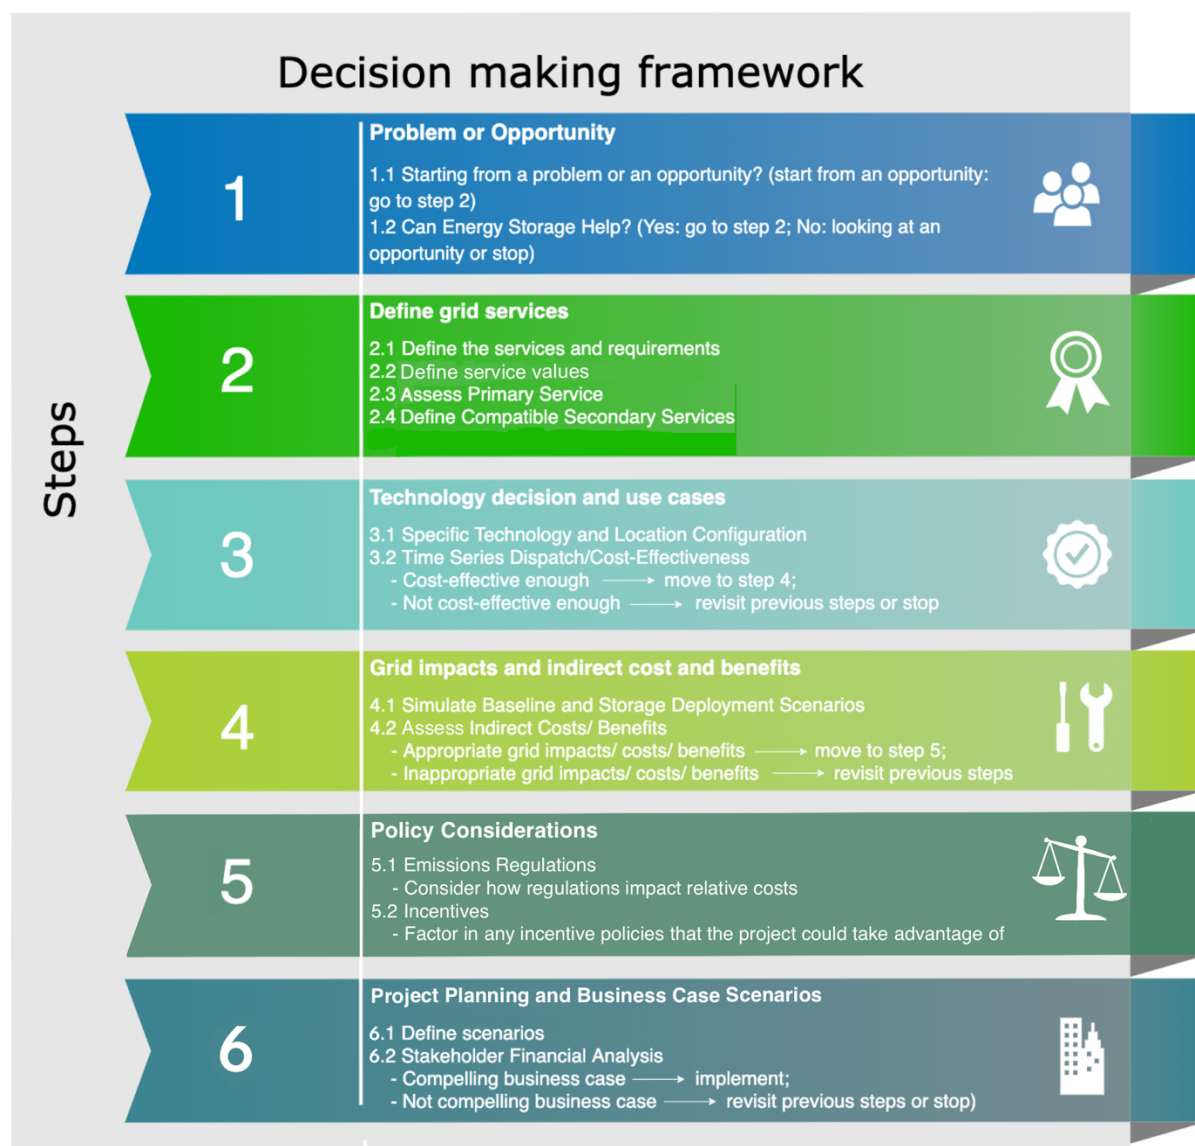 Decision making framework
Steps
1
Problem or Opportunity
1.1 Starting from a problem or an opportunity? (start from an opportunity:
go to step 2)
1.2 Can Energy Storage Help? (Yes: go to step 2; No: looking at an
opportunity or stop)
2
Define grid services
2.1 Define the services and requirements
2.2 Define service values
2.3 Assess Primary Service
2.4 Define Compatible Secondary Services
3
Technology decision and use cases
3.1 Specific Technology and Location Configuration
3.2 Time Series Dispatch/Cost-Effectiveness
- Cost-effective enough → move to step 4;
- Not cost-effective enough → revisit previous steps or stop
4
Grid impacts and indirect cost and benefits
4.1 Simulate Baseline and Storage Deployment Scenarios
4.2 Assess Indirect Costs/ Benefits
- Appropriate grid impacts/ costs/ benefits → move to step 5;
- Inappropriate grid impacts/ costs/ benefits → revisit previous steps
5
Policy Considerations
5.1 Emissions Regulations
- Consider how regulations impact relative costs
5.2 Incentives
- Factor in any incentive policies that the project could take advantage of
6
Project Planning and Business Case Scenarios
6.1 Define scenarios
6.2 Stakeholder Financial Analysis
- Compelling business case → implement;
- Not compelling business case → revisit previous steps or stop)